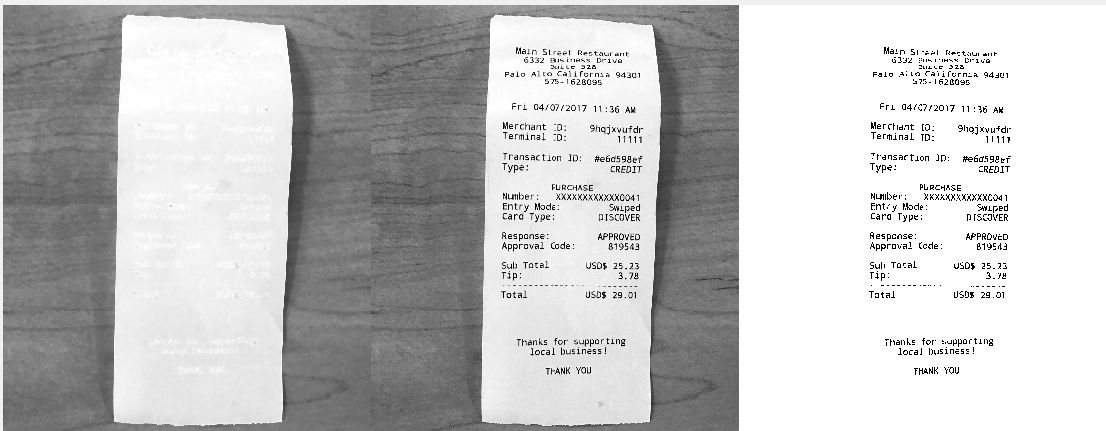 Main Street Restaurant
6332 Business Drive
Suite 528
Palo Alto California 94301
575-1628095
Fri 04/07/2017 11:36 AM
Merchant ID: 9hqjxvufdr
Terminal ID: 11111
Transaction ID: #e6d598ef
Type: CREDIT
PURCHASE
Number: XXXXXXXXXXXX0041
Entry Mode: Swiped
Card Type: DISCOVER
Response: APPROVED
Approval Code: 819543
Sub Total USD$ 25.23
Tip: 3.78
Total USD$ 29.01
Thanks for supporting
local business!
THANK YOU
Main Street Restaurant
6332 Business Drive
Suite 528
Palo Alto California 94301
575-1628095
Fri 04/07/2017 11:36 AM
Merchant ID: 9hqjxvufdr
Terminal ID: 11111
Transaction ID: #e6d598ef
Type: CREDIT
PURCHASE
Number: XXXXXXXXXXXX0041
Entry Mode: Swiped
Card Type: DISCOVER
Response: APPROVED
Approval Code: 819543
Sub Total USD$ 25.23
Tip: 3.78
Total USD$ 29.01
Thanks for supporting
local business!
THANK YOU